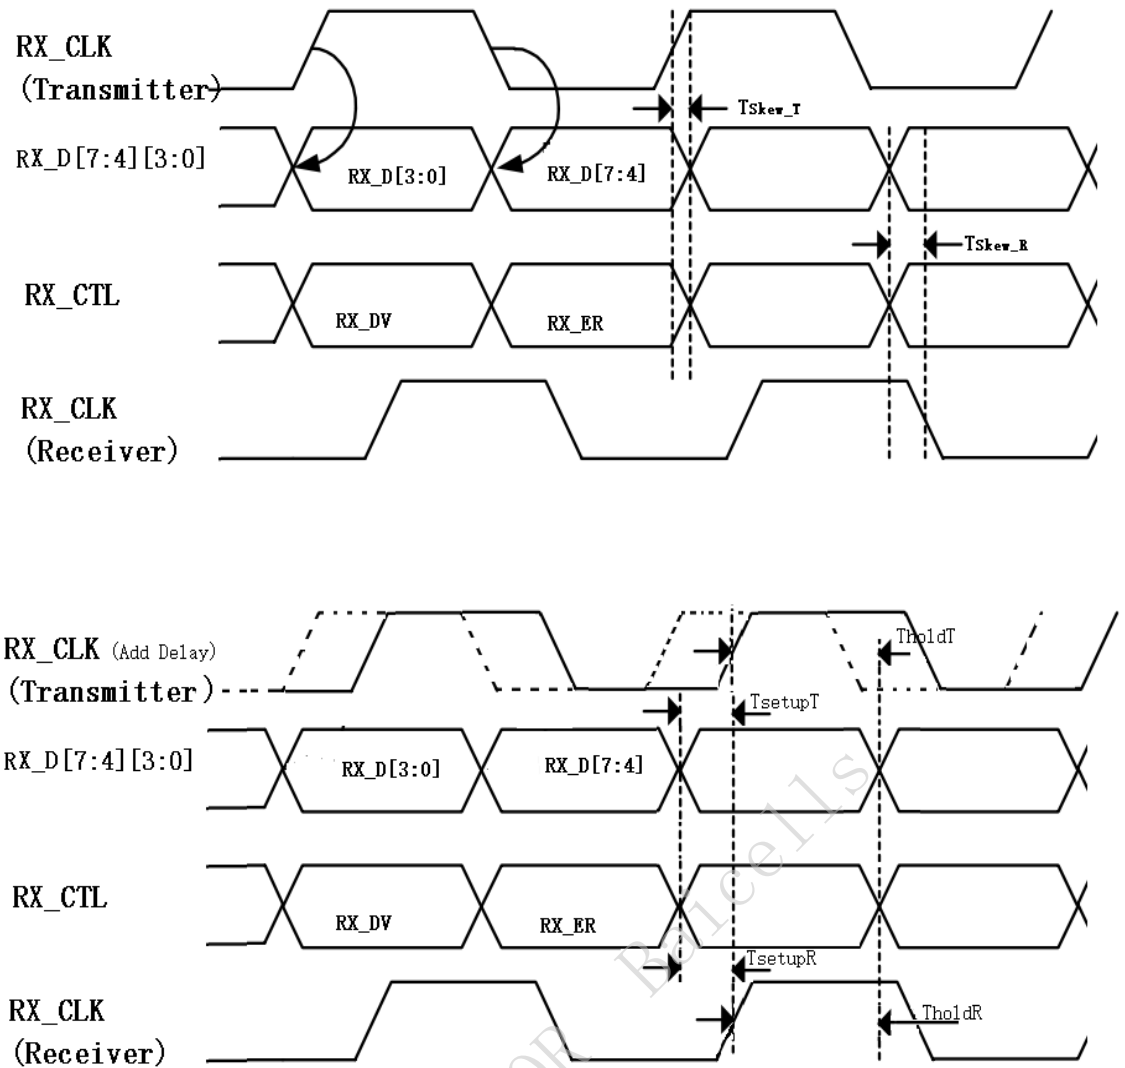 RX_CLK
(Transmitter)
TSkew_T
RX_D[7:4][3:0]
RX_D[3:0]
RX_D[7:4]
TSkew_R
RX_CTL
RX_DV
RX_ER
RX_CLK
(Receiver)
RX_CLK (Add Delay)
(Transmitter)
TholdT
TsetupT
RX_D[7:4][3:0]
RX_D[3:0]
RX_D[7:4]
RX_CTL
RX_DV
RX_ER
TsetupR
RX_CLK
(Receiver)
TholdR
OR Baicells